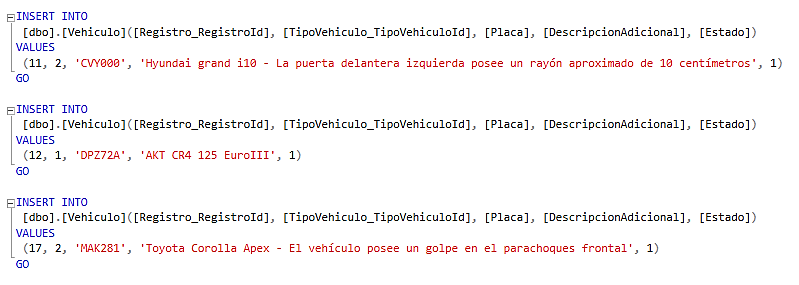 INSERT INTO
[dbo].[Vehiculo]([Registro_RegistroId], [TipoVehiculo_TipoVehiculoId], [Placa], [DescripcionAdicional], [Estado])
VALUES
(11, 2, 'CVY000', 'Hyundai grand i10 - La puerta delantera izquierda posee un rayón aproximado de 10 centímetros', 1)
GO
INSERT INTO
[dbo].[Vehiculo]([Registro_RegistroId], [TipoVehiculo_TipoVehiculoId], [Placa], [DescripcionAdicional], [Estado])
VALUES
(12, 1, 'DPZ72A', 'AKT CR4 125 EuroIII', 1)
GO
INSERT INTO
[dbo].[Vehiculo]([Registro_RegistroId], [TipoVehiculo_TipoVehiculoId], [Placa], [DescripcionAdicional], [Estado])
VALUES
(17, 2, 'MAK281', 'Toyota Corolla Apex - El vehículo posee un golpe en el parachoques frontal', 1)
GO